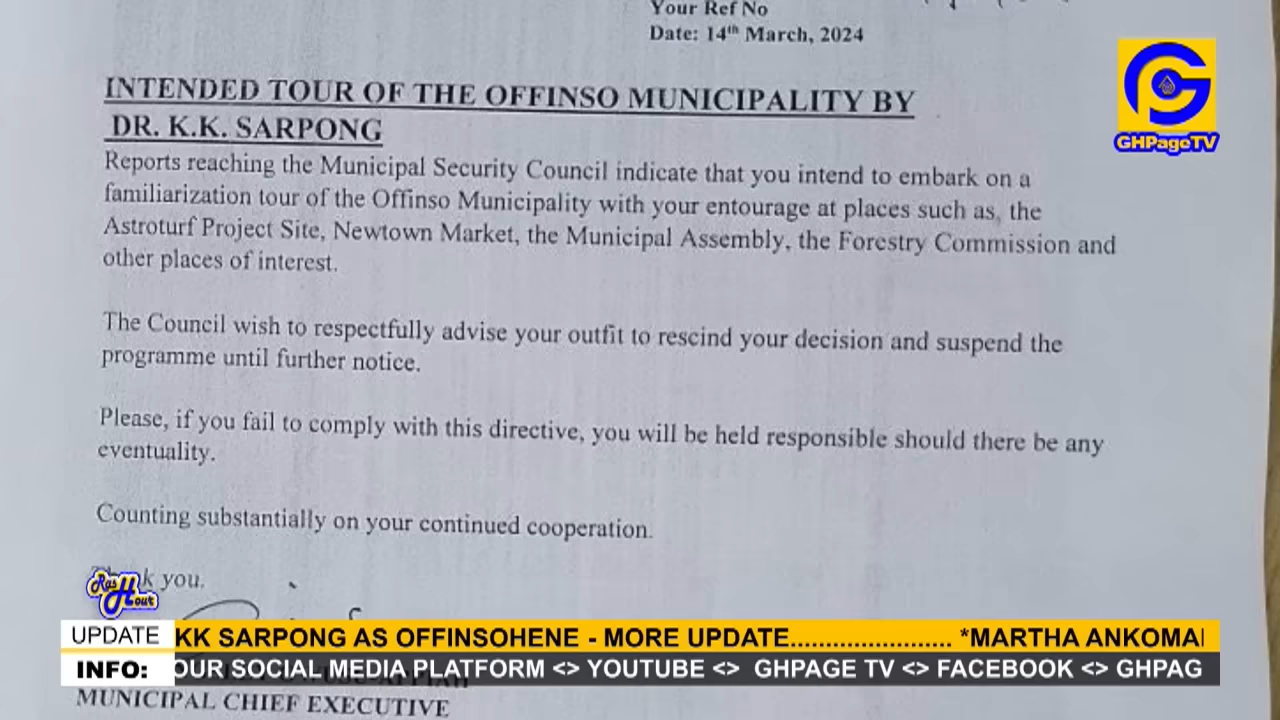 Your Ref No
Date: 14th March, 2024
GHPageTV
INTENDED TOUR OF THE OFFINSO MUNICIPALITY BY
DR. K.K. SARPONG
Reports reaching the Municipal Security Council indicate that you intend to embark on a
familiarization tour of the Offinso Municipality with your entourage at places such as, the
Astroturf Project Site, Newtown Market, the Municipal Assembly, the Forestry Commission and
other places of interest.
The Council wish to respectfully advise your outfit to rescind your decision and suspend the
programme until further notice.
Please, if you fail to comply with this directive, you will be held responsible should there be any
eventuality.
Counting substantially on your continued cooperation.
you.
Ras Hout
UPDATE KK SARPONG AS OFFINSOHENE - MORE UPDATE...................... *MARTHA ANKOMA
INFO: OUR SOCIAL MEDIA PLATFORM <> YOUTUBE <> GHPAGE TV <> FACEBOOK <> GHPAG
MUNICIPAL CHIEF EXECUTIVE